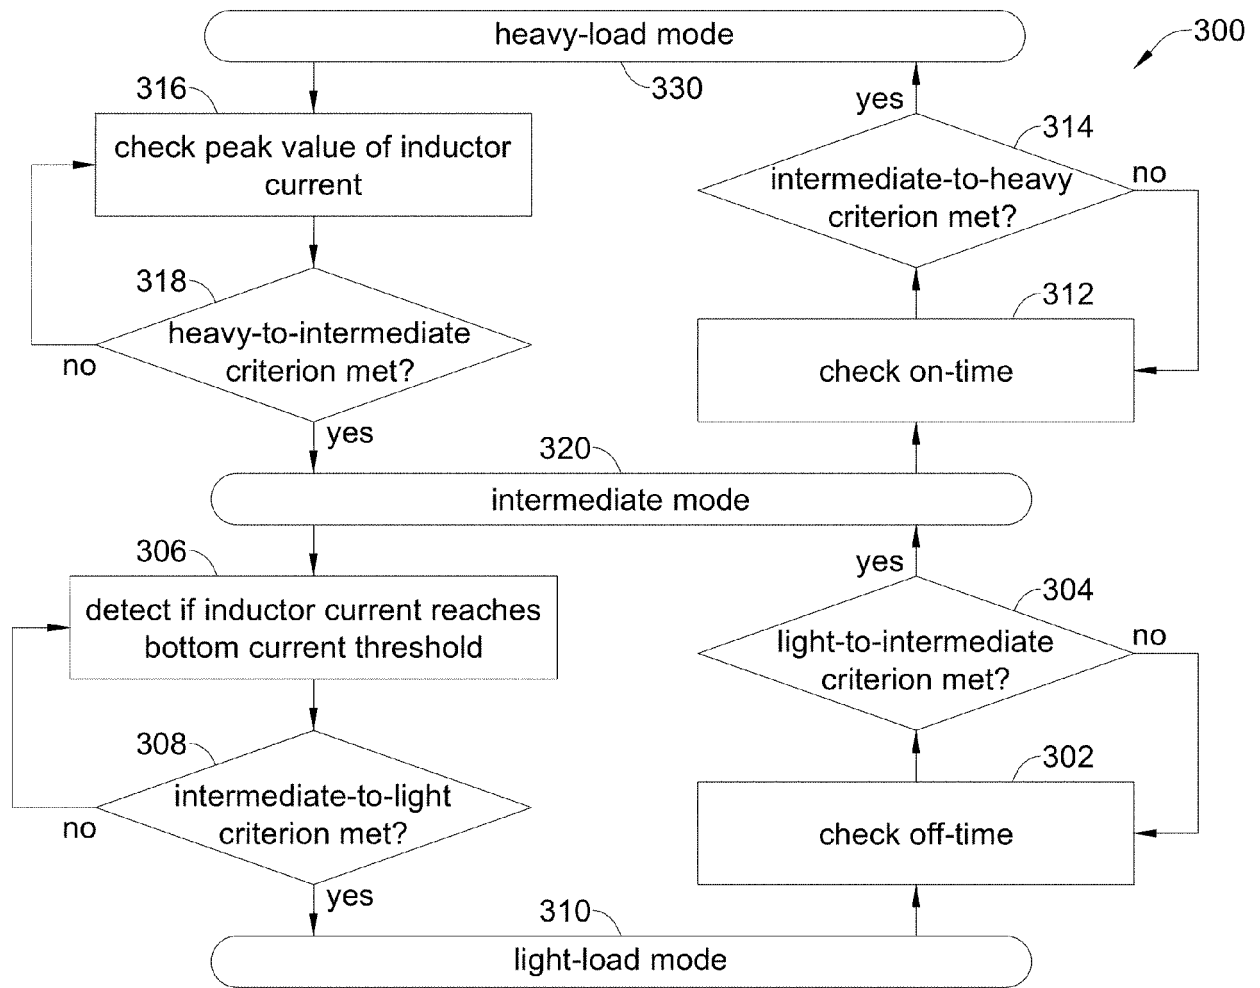 heavy-load mode
300
316
330
yes
check peak value of inductor
current
314
intermediate-to-heavy
criterion met?
no
318
heavy-to-intermediate
criterion met?
no
312
check on-time
yes
320
intermediate mode
306
yes
detect if inductor current reaches
bottom current threshold
304
light-to-intermediate
criterion met?
no
308
intermediate-to-light
criterion met?
no
302
check off-time
yes
310
light-load mode